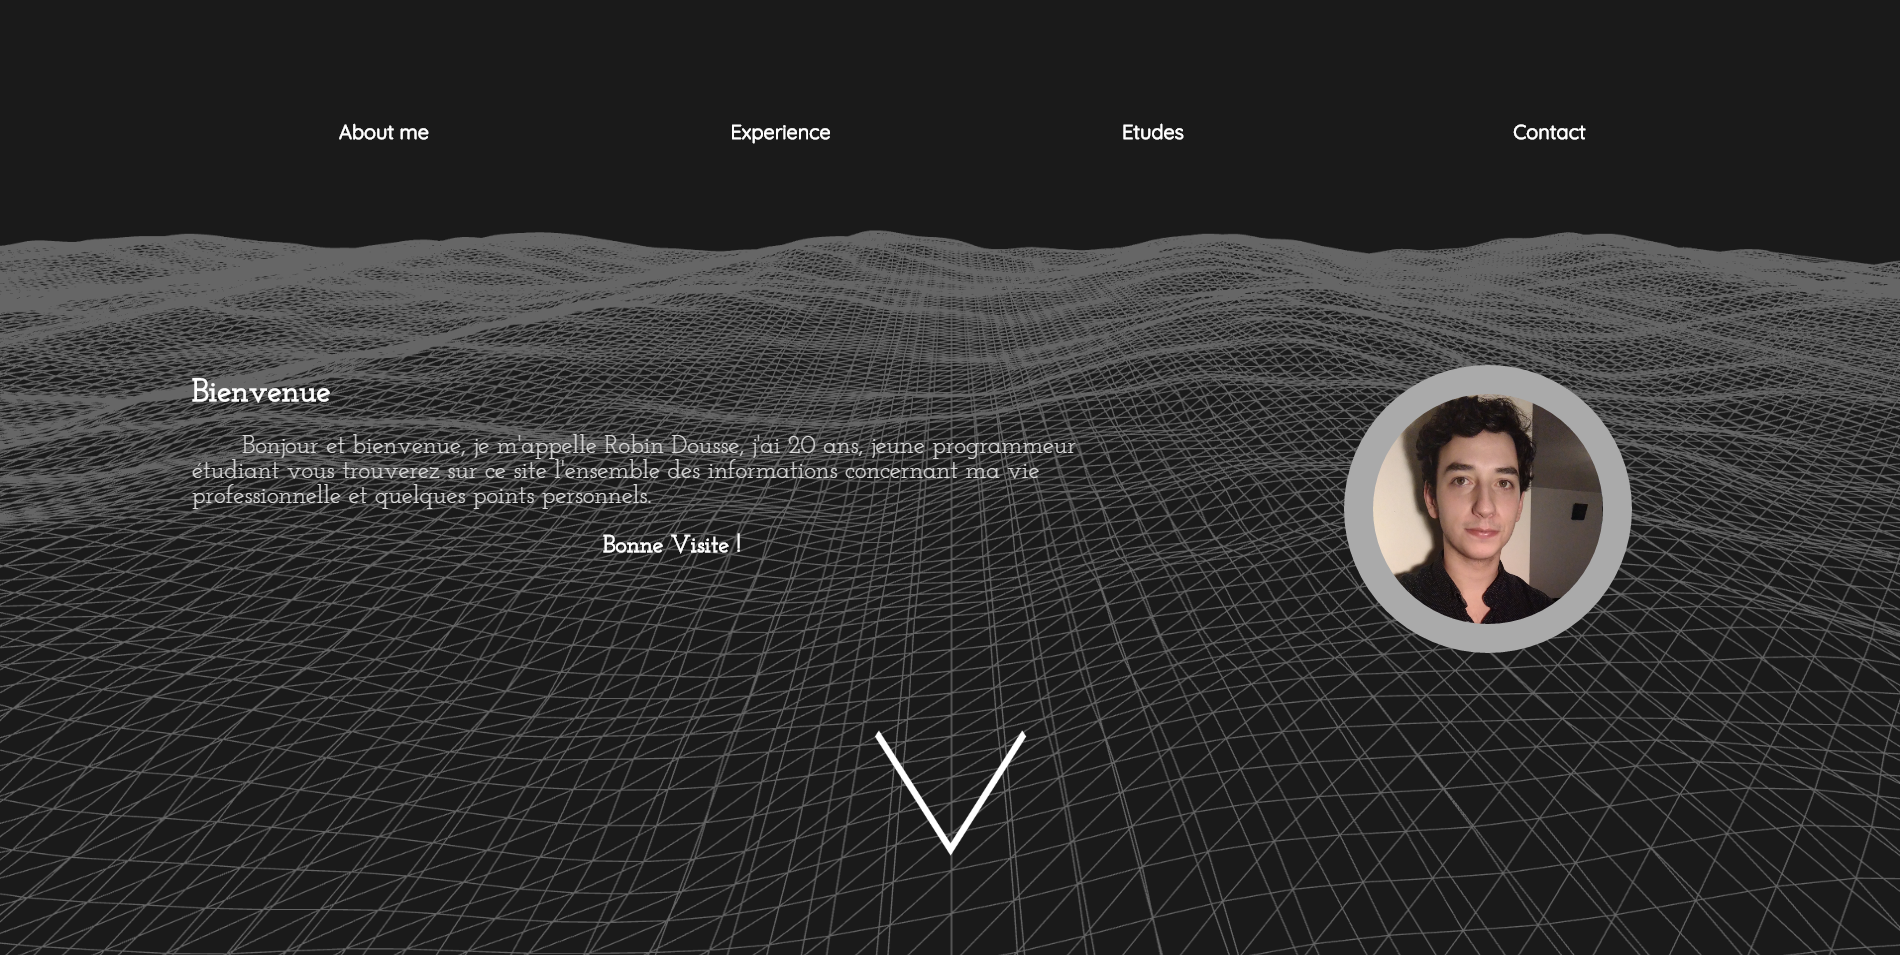 About me Experience Etudes Contact
Bienvenue
Bonjour et bienvenue, je m'appelle Robin Dousse, j'ai 20 ans, jeune programmeur
étudiant vous trouverez sur ce site l'ensemble des informations concernant ma vie
professionnelle et quelques points personnels.
Bonne Visite !